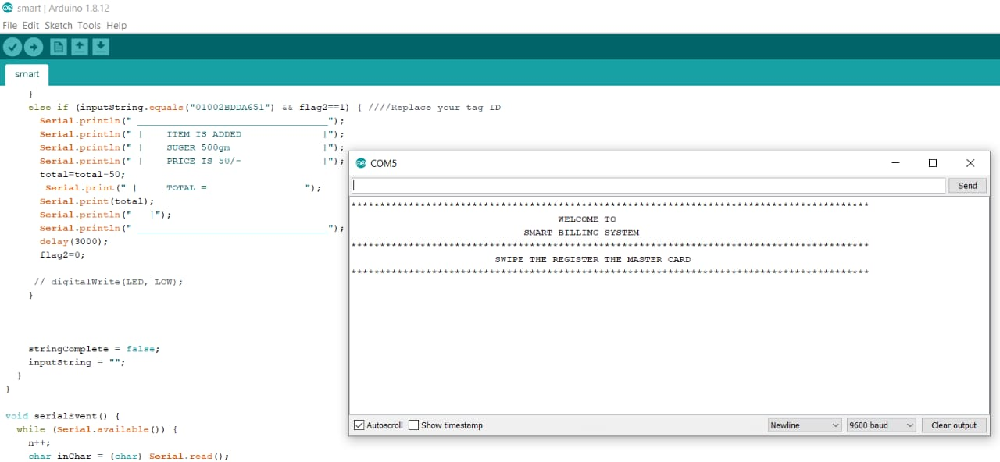 smart | Arduino 1.8.12
File Edit Sketch Tools Help
smart
}
else if (inputString.equals("01002BDDA651") && flag2==1) { ////Replace your tag ID
Serial.println(" __________________________________");
Serial.println(" |    ITEM IS ADDED              |");
Serial.println(" |    SUGER 500gm                |");
Serial.println(" |    PRICE IS 50/-              |");
total=total-50;
Serial.print(" |    TOTAL =                 ");
Serial.print(total);
Serial.println("   |");
Serial.println(" __________________________________");
delay(3000);
flag2=0;
// digitalWrite(LED, LOW);
}
stringComplete = false;
inputString = "";
}
}
void serialEvent() {
while (Serial.available()) {
n++;
char inChar = (char) Serial.read();
COM5
Send
******************************************************************************************
WELCOME TO
SMART BILLING SYSTEM
******************************************************************************************
SWIPE THE REGISTER THE MASTER CARD
******************************************************************************************
Autoscroll Show timestamp Newline 9600 baud Clear output